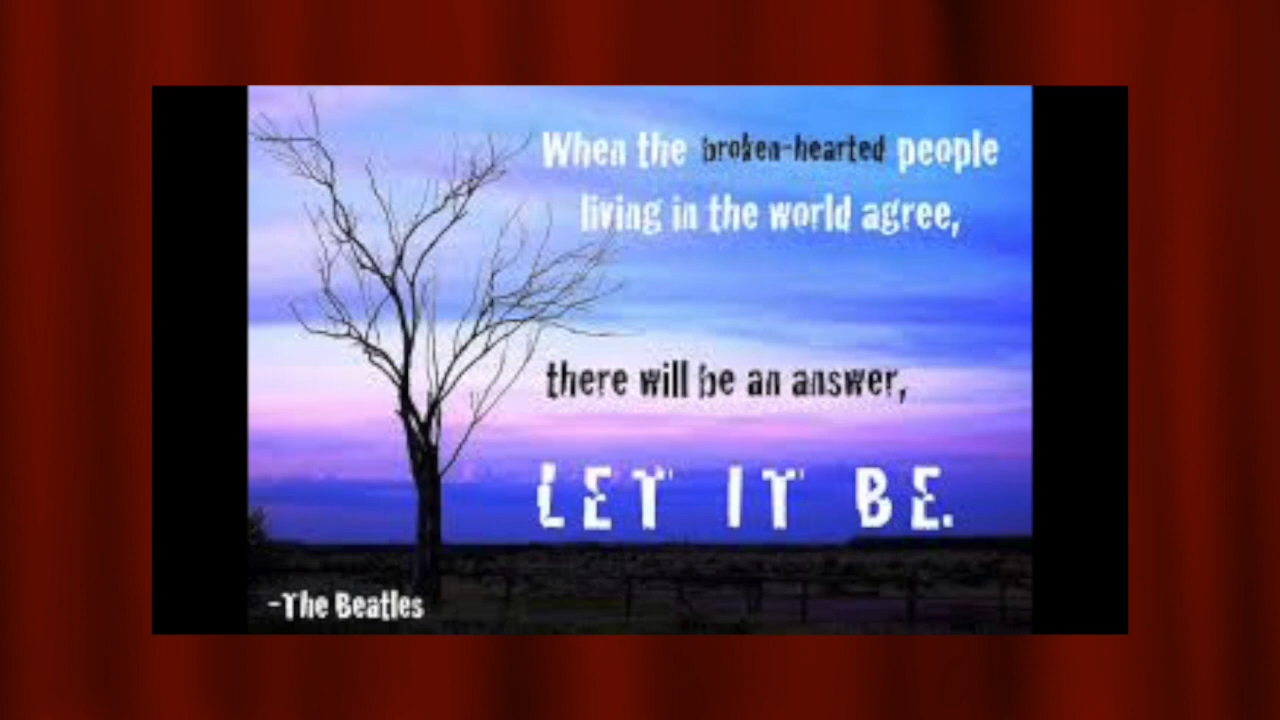 When the broken-hearted people
living in the world agree,
there will be an answer,
LET IT BE.
-The Beatles